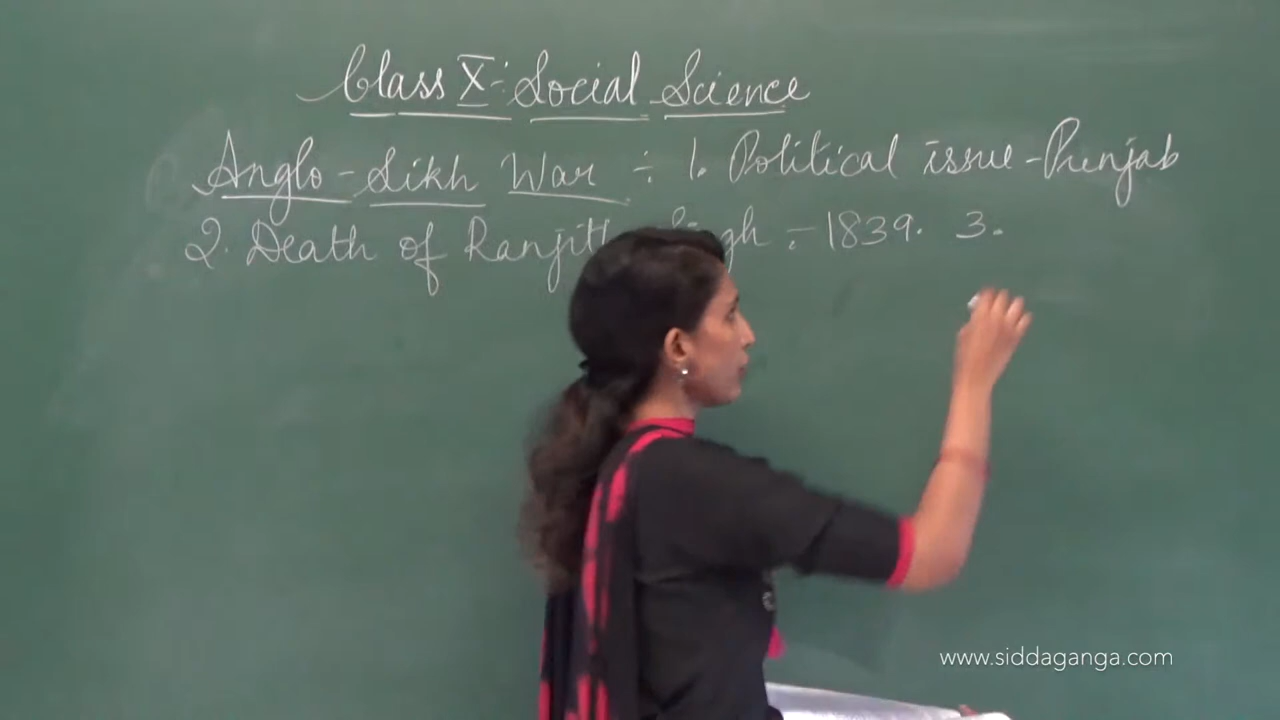 Class X :- Social Science
Anglo-Sikh War :- 1. Political issue - Punjab
2. Death of Ranjith Singh :- 1839. 3.
www.siddaganga.com